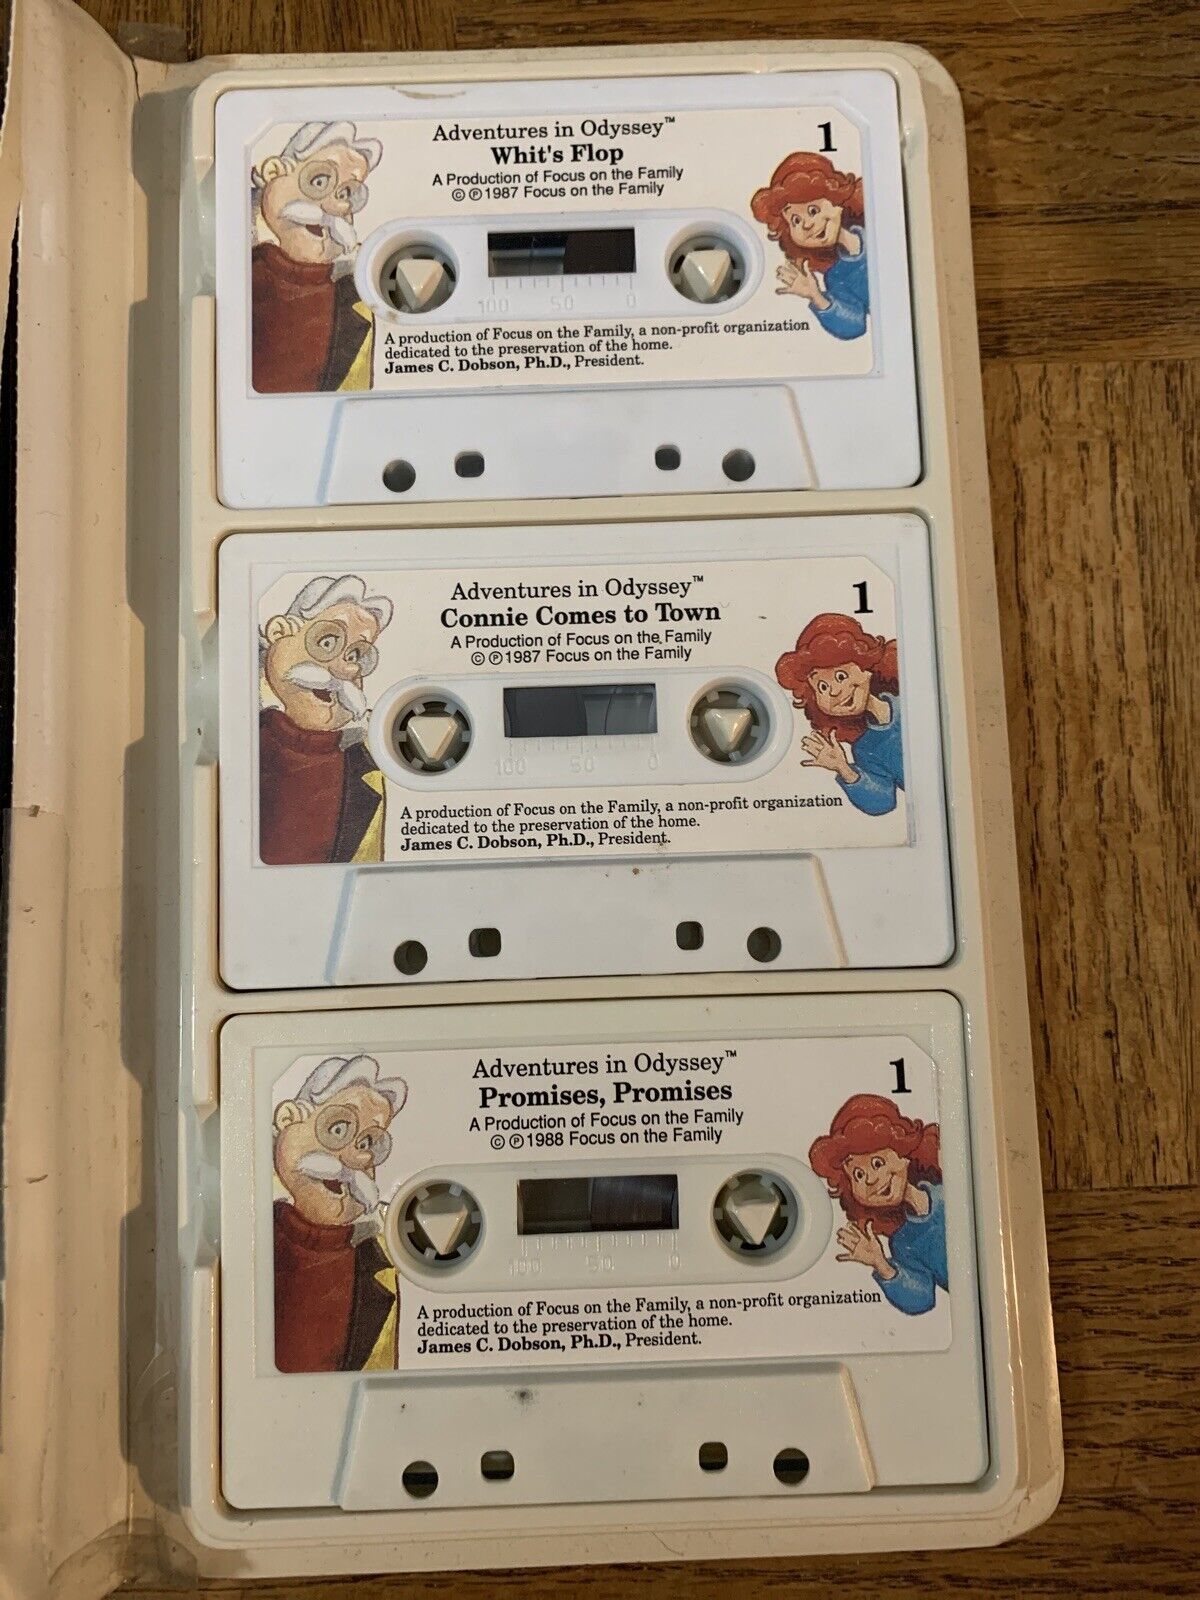 Adventures in Odyssey™
1
Whit's Flop
A Production of Focus on the Family
© ℗ 1987 Focus on the Family
100 50 0
A production of Focus on the Family, a non-profit organization
dedicated to the preservation of the home.
James C. Dobson, Ph.D., President.
Adventures in Odyssey™
1
Connie Comes to Town
A Production of Focus on the Family
© ℗ 1987 Focus on the Family
100 50 0
A production of Focus on the Family, a non-profit organization
dedicated to the preservation of the home.
James C. Dobson, Ph.D., President.
Adventures in Odyssey™
1
Promises, Promises
A Production of Focus on the Family
© ℗ 1988 Focus on the Family
100 50 0
A production of Focus on the Family, a non-profit organization
dedicated to the preservation of the home.
James C. Dobson, Ph.D., President.